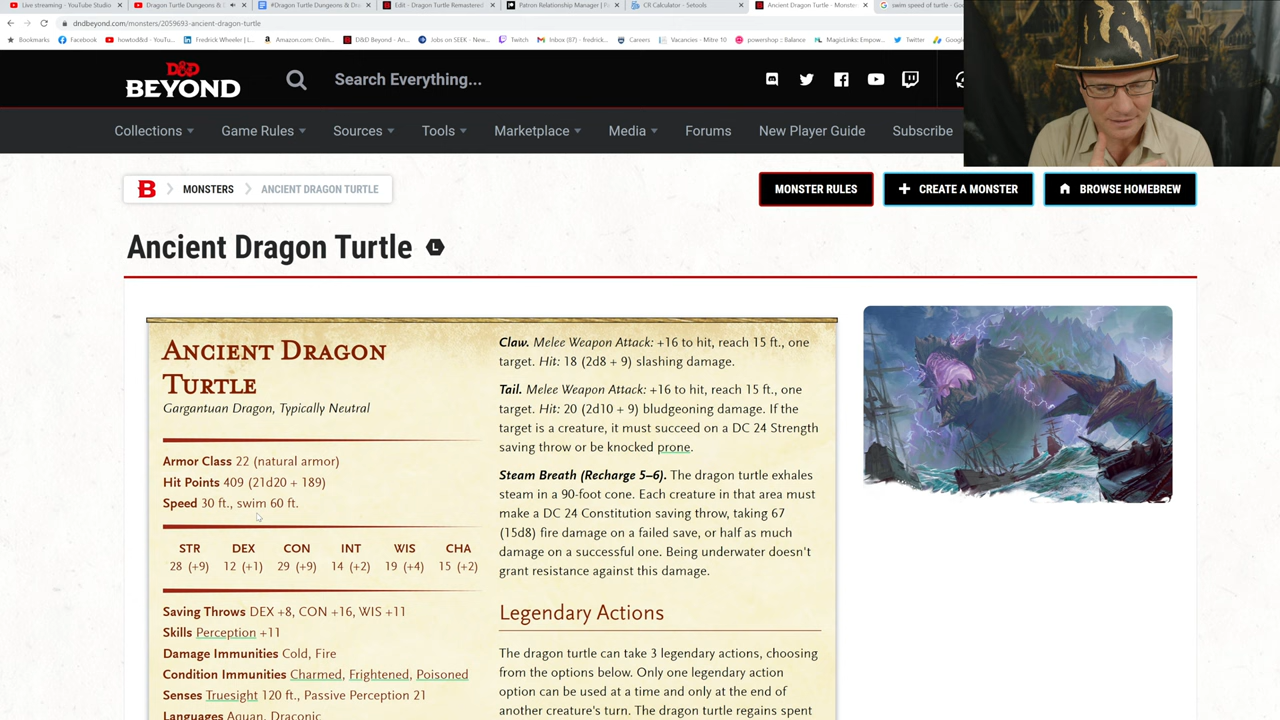 Live streaming - YouTube Studio
Dragon Turtle Dungeons &
#Dragon Turtle Dungeons & Dra
Edit - Dragon Turtle Remastered
Patron Relationship Manager |
CR Calculator - 5etools
Ancient Dragon Turtle - Monster
swim speed of turtle - Goo
dndbeyond.com/monsters/2059693-ancient-dragon-turtle
Bookmarks
Facebook
howtod&d - YouTu...
Fredrick Wheeler | L...
Amazon.com: Onlin...
D&D Beyond - An...
Jobs on SEEK - New...
Twitch
Inbox (87) - fredrick...
Careers
Vacancies - Mitre 10
powershop :: Balance
MagicLinks: Empow...
Twitter
Google
D&D
BEYOND
Search Everything...
Collections
Game Rules
Sources
Tools
Marketplace
Media
Forums
New Player Guide
Subscribe
B
MONSTERS
ANCIENT DRAGON TURTLE
MONSTER RULES
+ CREATE A MONSTER
BROWSE HOMEBREW
Ancient Dragon Turtle L
Ancient Dragon
Turtle
Gargantuan Dragon, Typically Neutral
Armor Class 22 (natural armor)
Hit Points 409 (21d20 + 189)
Speed 30 ft., swim 60 ft.
STR DEX CON INT WIS CHA
28 (+9) 12 (+1) 29 (+9) 14 (+2) 19 (+4) 15 (+2)
Saving Throws DEX +8, CON +16, WIS +11
Skills Perception +11
Damage Immunities Cold, Fire
Condition Immunities Charmed, Frightened, Poisoned
Senses Truesight 120 ft., Passive Perception 21
Languages Aquan, Draconic
Claw. Melee Weapon Attack: +16 to hit, reach 15 ft., one
target. Hit: 18 (2d8 + 9) slashing damage.
Tail. Melee Weapon Attack: +16 to hit, reach 15 ft., one
target. Hit: 20 (2d10 + 9) bludgeoning damage. If the
target is a creature, it must succeed on a DC 24 Strength
saving throw or be knocked prone.
Steam Breath (Recharge 5–6). The dragon turtle exhales
steam in a 90-foot cone. Each creature in that area must
make a DC 24 Constitution saving throw, taking 67
(15d8) fire damage on a failed save, or half as much
damage on a successful one. Being underwater doesn't
grant resistance against this damage.
Legendary Actions
The dragon turtle can take 3 legendary actions, choosing
from the options below. Only one legendary action
option can be used at a time and only at the end of
another creature's turn. The dragon turtle regains spent